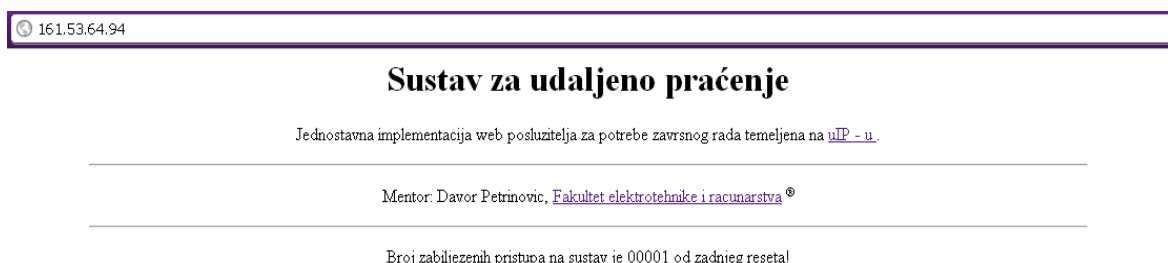 161.53.64.94
Sustav za udaljeno praćenje
Jednostavna implementacija web posluzitelja za potrebe zavrsnog rada temeljena na uIP - u .
Mentor: Davor Petrinovic, Fakultet elektrotehnike i racunarstva ®
Broj zabiljezenih pristupa na sustav je 00001 od zadnjeg reseta!